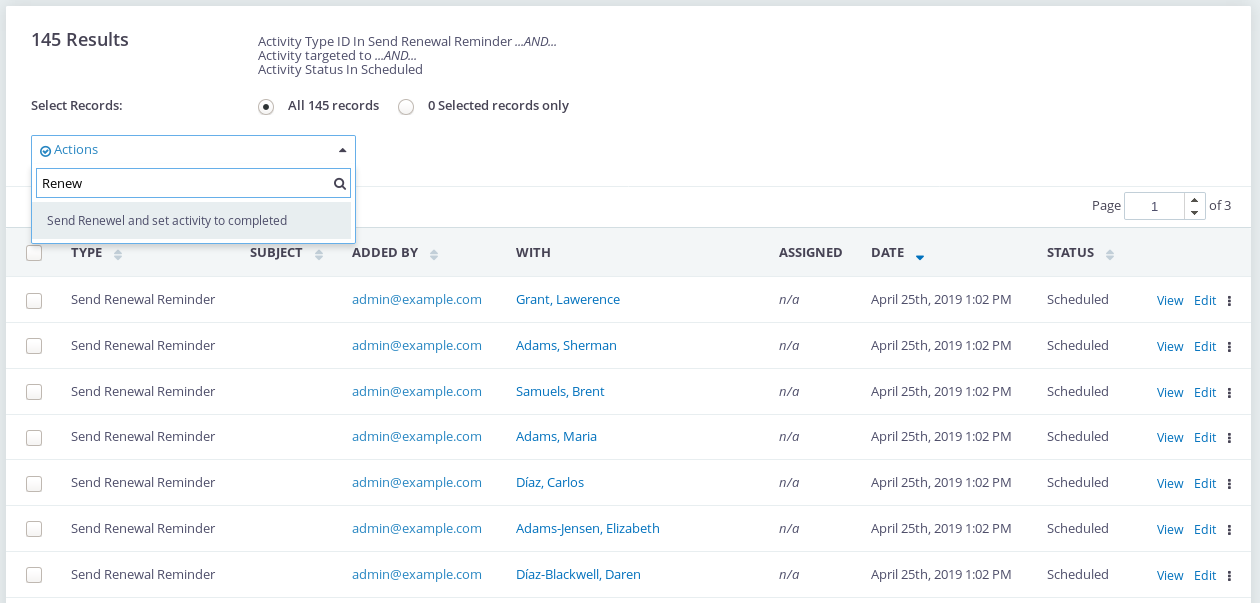 145 Results
Activity Type ID In Send Renewal Reminder ...AND...
Activity targeted to ...AND...
Activity Status In Scheduled
Select Records: All 145 records 0 Selected records only
Actions
Renew
Send Renewel and set activity to completed
Page 1 of 3
TYPE SUBJECT ADDED BY WITH ASSIGNED DATE STATUS
Send Renewal Reminder admin@example.com Grant, Lawerence n/a April 25th, 2019 1:02 PM Scheduled View Edit
Send Renewal Reminder admin@example.com Adams, Sherman n/a April 25th, 2019 1:02 PM Scheduled View Edit
Send Renewal Reminder admin@example.com Samuels, Brent n/a April 25th, 2019 1:02 PM Scheduled View Edit
Send Renewal Reminder admin@example.com Adams, Maria n/a April 25th, 2019 1:02 PM Scheduled View Edit
Send Renewal Reminder admin@example.com Díaz, Carlos n/a April 25th, 2019 1:02 PM Scheduled View Edit
Send Renewal Reminder admin@example.com Adams-Jensen, Elizabeth n/a April 25th, 2019 1:02 PM Scheduled View Edit
Send Renewal Reminder admin@example.com Díaz-Blackwell, Daren n/a April 25th, 2019 1:02 PM Scheduled View Edit